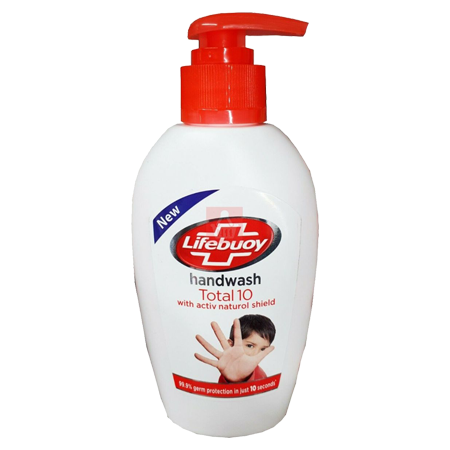 New
Lifebuoy
handwash
Total 10
with activ naturol shield
99.9% germ protection in just 10 seconds*